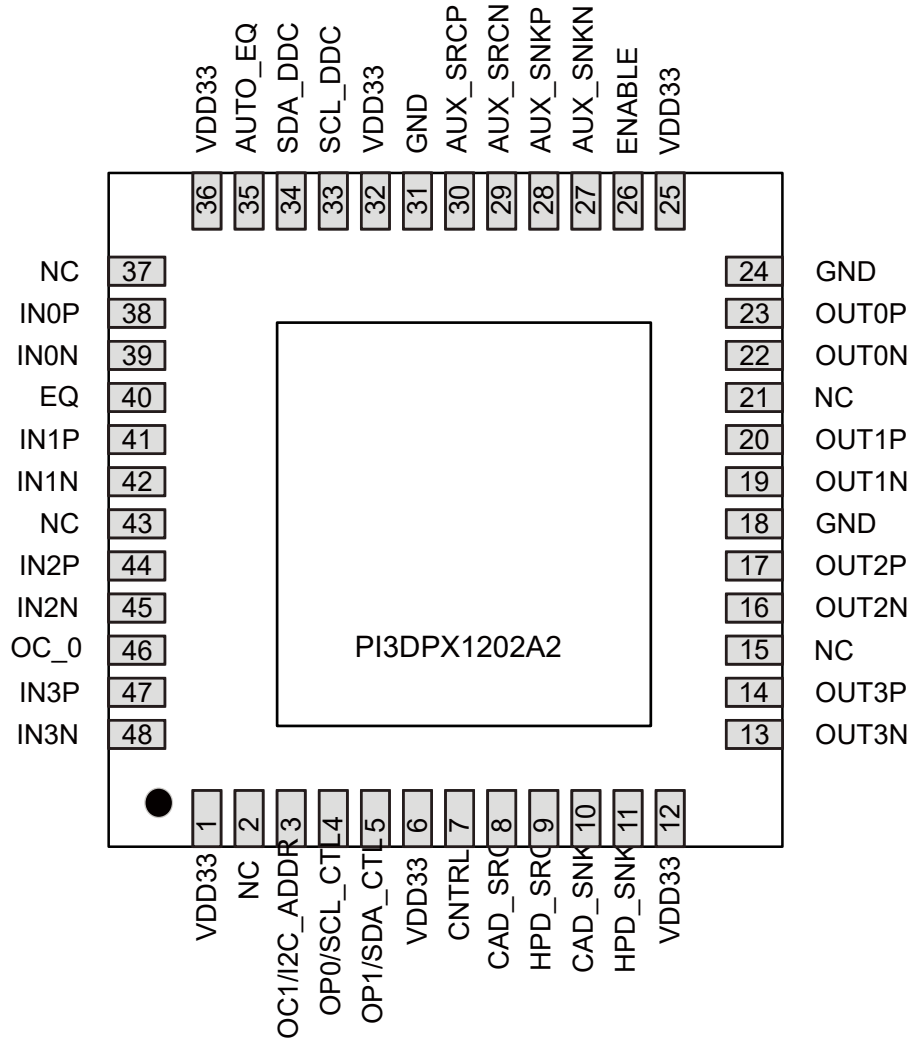 VDD33
AUTO_EQ
SDA_DDC
SCL_DDC
VDD33
GND
AUX_SRCP
AUX_SRCN
AUX_SNKP
AUX_SNKN
ENABLE
VDD33
36
35
34
33
32
31
30
29
28
27
26
25
NC 37
IN0P 38
IN0N 39
EQ 40
IN1P 41
IN1N 42
NC 43
IN2P 44
IN2N 45
OC_0 46
IN3P 47
IN3N 48
24 GND
23 OUT0P
22 OUT0N
21 NC
20 OUT1P
19 OUT1N
18 GND
17 OUT2P
16 OUT2N
15 NC
14 OUT3P
13 OUT3N
PI3DPX1202A2
1
2
3
4
5
6
7
8
9
10
11
12
VDD33
NC
OC1/I2C_ADDR
OP0/SCL_CTL
OP1/SDA_CTL
VDD33
CNTRL
CAD_SRC
HPD_SRC
CAD_SNK
HPD_SNK
VDD33